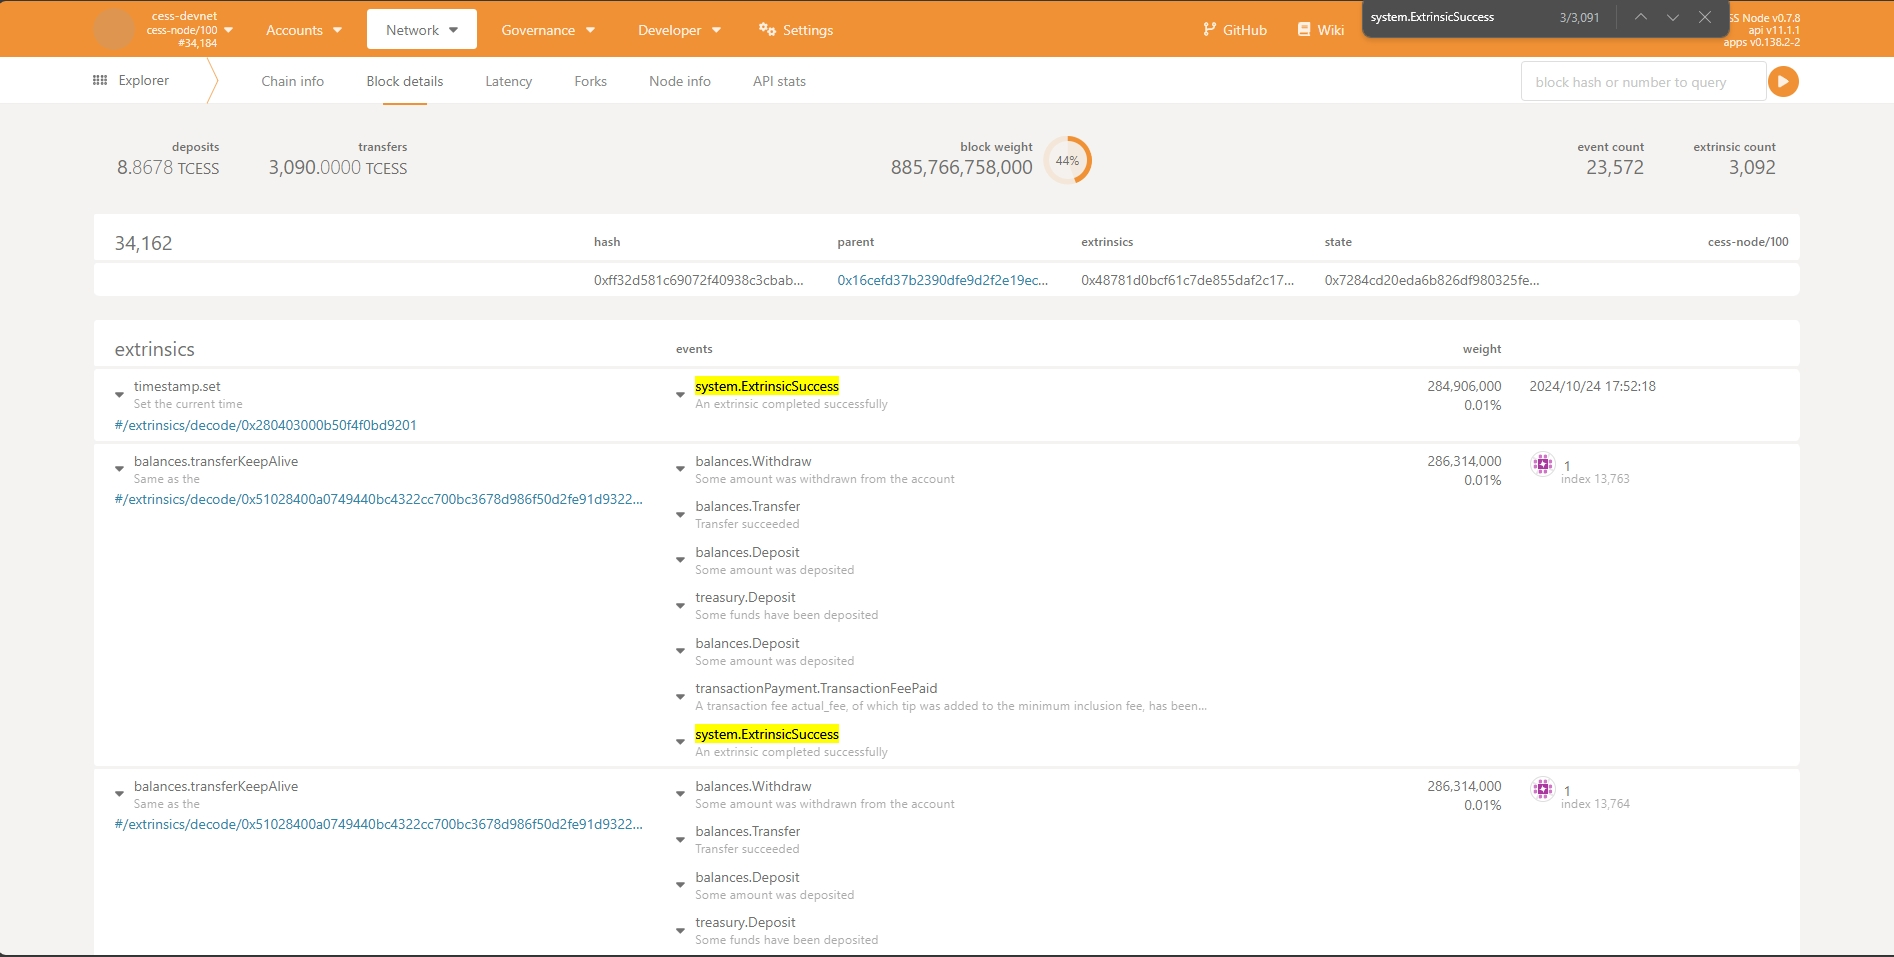 cess-devnet
cess-node/100
#34,184
Accounts
Network
Governance
Developer
Settings
GitHub
Wiki
system.ExtrinsicSuccess 3/3,091
Node v0.7.8
api v11.1.1
apps v0.138.2-2
Explorer
Chain info
Block details
Latency
Forks
Node info
API stats
block hash or number to query
deposits
8.8678 TCESS
transfers
3,090.0000 TCESS
block weight
885,766,758,000
44%
event count
23,572
extrinsic count
3,092
34,162 hash parent extrinsics state cess-node/100
0xff32d581c69072f40938c3cbab... 0x16cefd37b2390dfe9d2f2e19ec... 0x48781d0bcf61c7de855daf2c17... 0x7284cd20eda6b826df980325fe...
extrinsics events weight
timestamp.set
Set the current time
#/extrinsics/decode/0x280403000b50f4f0bd9201
system.ExtrinsicSuccess
An extrinsic completed successfully
284,906,000
0.01%
2024/10/24 17:52:18
balances.transferKeepAlive
Same as the
#/extrinsics/decode/0x51028400a0749440bc4322cc700bc3678d986f50d2fe91d9322...
balances.Withdraw
Some amount was withdrawn from the account
balances.Transfer
Transfer succeeded
balances.Deposit
Some amount was deposited
treasury.Deposit
Some funds have been deposited
balances.Deposit
Some amount was deposited
transactionPayment.TransactionFeePaid
A transaction fee actual_fee, of which tip was added to the minimum inclusion fee, has been...
system.ExtrinsicSuccess
An extrinsic completed successfully
286,314,000
0.01%
1
index 13,763
balances.transferKeepAlive
Same as the
#/extrinsics/decode/0x51028400a0749440bc4322cc700bc3678d986f50d2fe91d9322...
balances.Withdraw
Some amount was withdrawn from the account
balances.Transfer
Transfer succeeded
balances.Deposit
Some amount was deposited
treasury.Deposit
Some funds have been deposited
286,314,000
0.01%
1
index 13,764